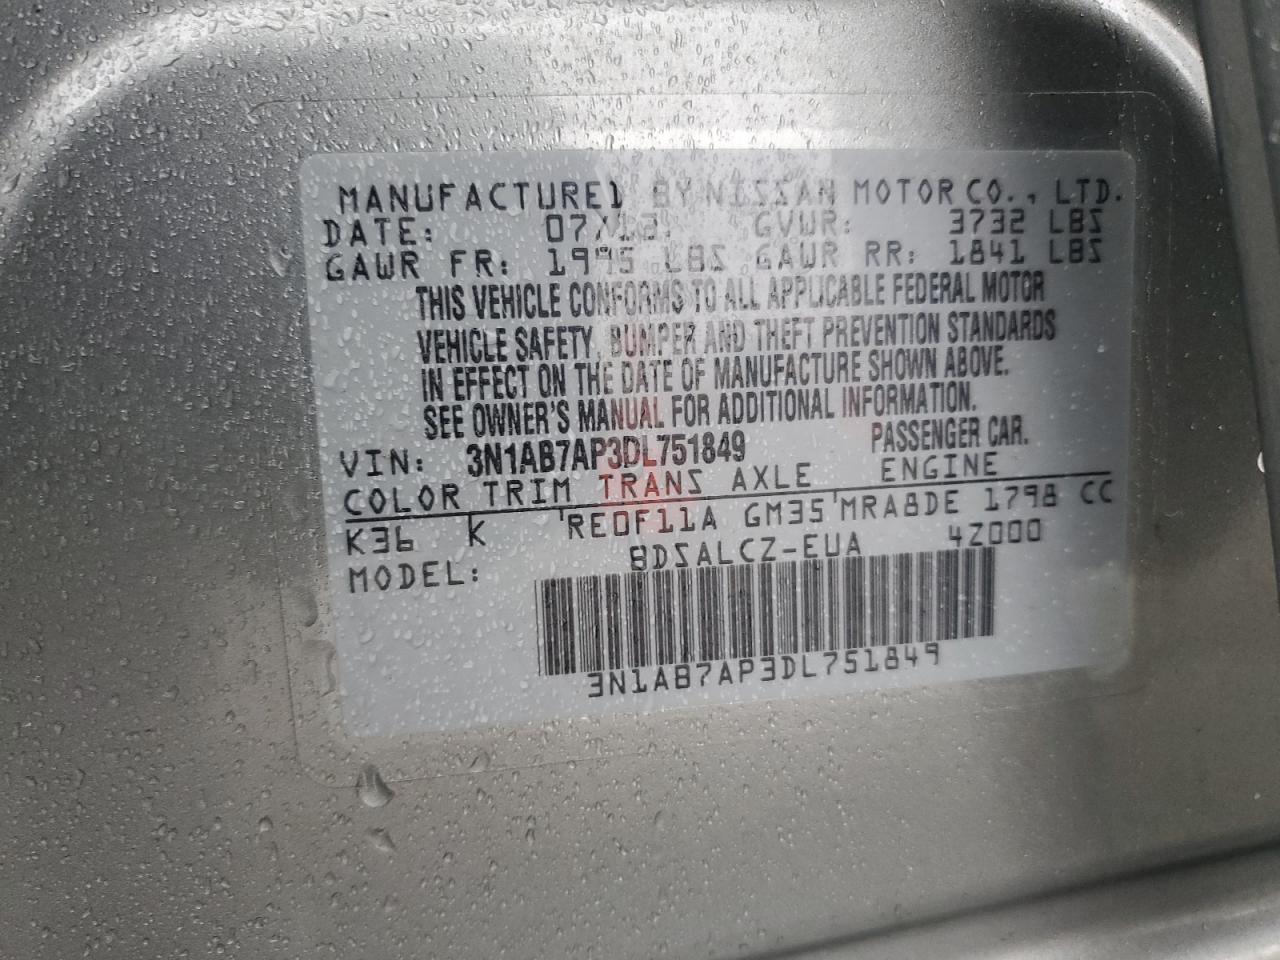 MANUFACTURED BY NISSAN MOTOR CO., LTD.
DATE: 07/13 GVWR: 3732 LBS
GAWR FR: 1995 LBS GAWR RR: 1841 LBS
THIS VEHICLE CONFORMS TO ALL APPLICABLE FEDERAL MOTOR
VEHICLE SAFETY, BUMPER AND THEFT PREVENTION STANDARDS
IN EFFECT ON THE DATE OF MANUFACTURE SHOWN ABOVE.
SEE OWNER'S MANUAL FOR ADDITIONAL INFORMATION.
VIN: 3N1AB7AP3DL751849 PASSENGER CAR.
COLOR TRIM TRANS AXLE ENGINE
K36 K RE0F11A GM35 MRA8DE 1798 CC
MODEL: BDSALCZ-EUA 4Z000
3N1AB7AP3DL751849